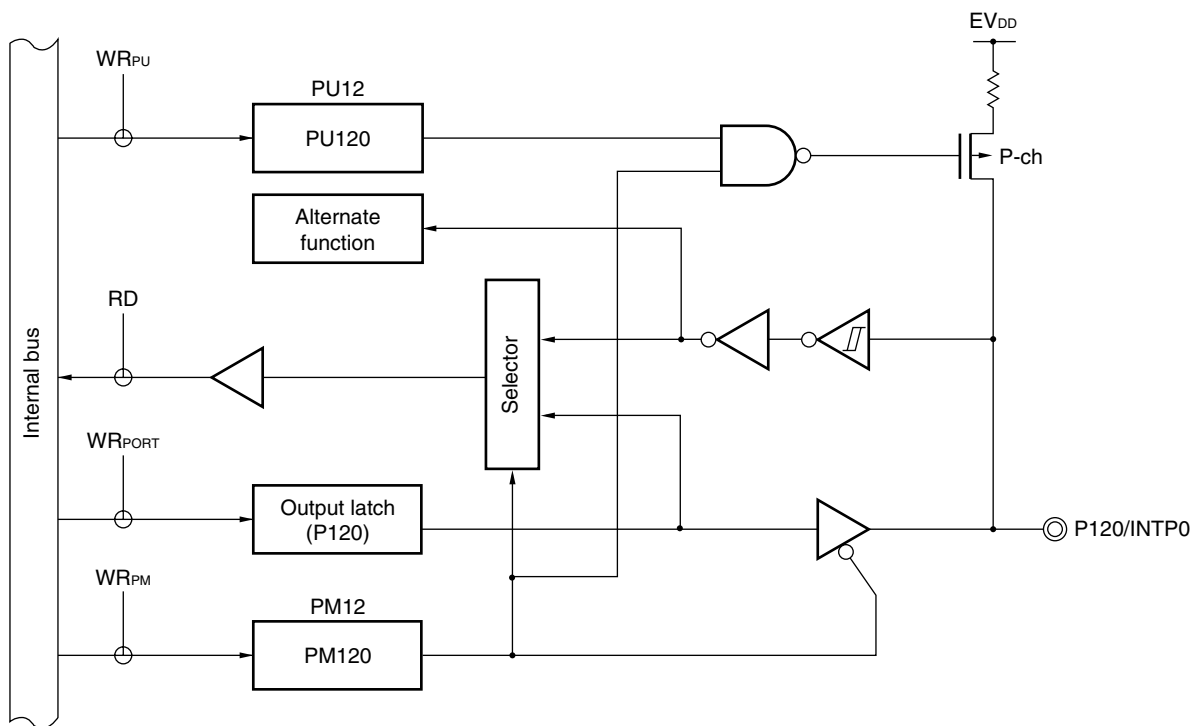 EVDD
WRPU
PU12
PU120
P-ch
Alternate
function
RD
Internal bus
Selector
WRPORT
Output latch
(P120)
P120/INTP0
WRPM
PM12
PM120